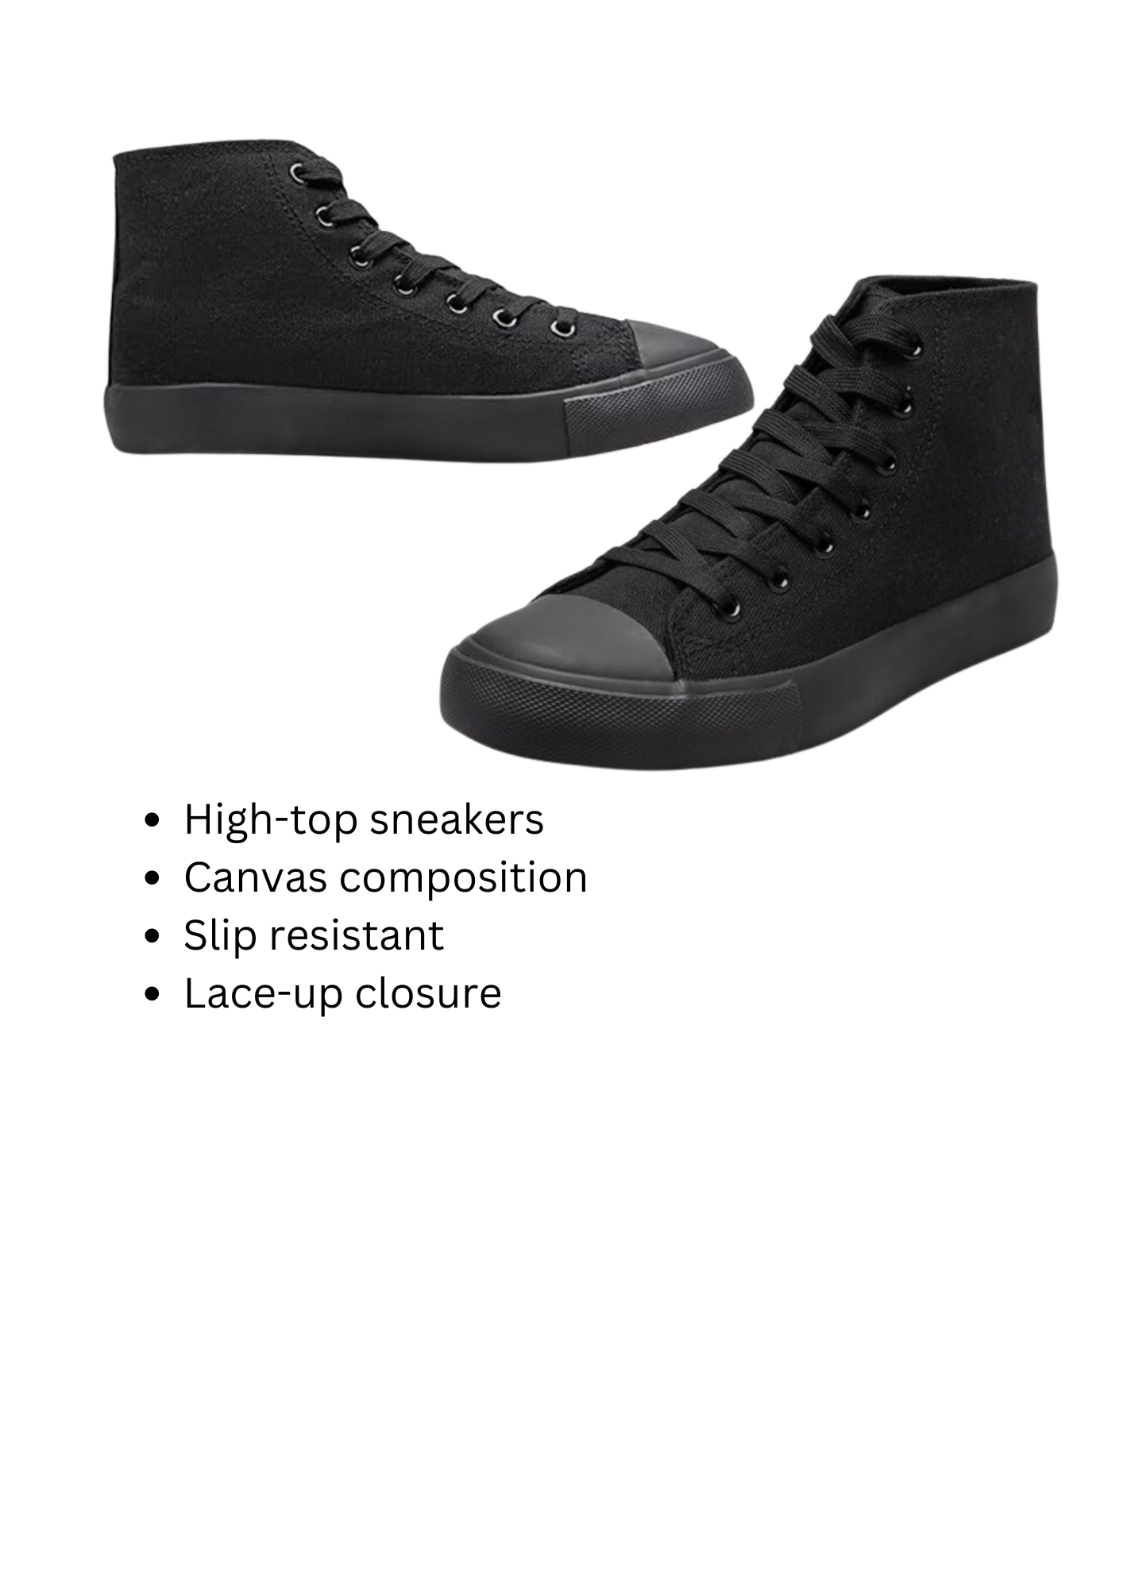 High-top sneakers
Canvas composition
Slip resistant
Lace-up closure